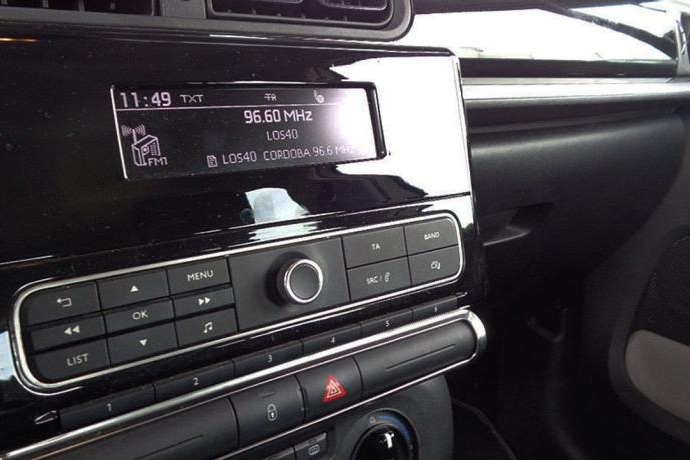 11:49 TXT TA
96.60 MHz
LOS40
FM1
LOS40 CORDOBA 96.6 MHz
MENU
OK
LIST
TA
BAND
SRC /
1 2 3 4 5 6